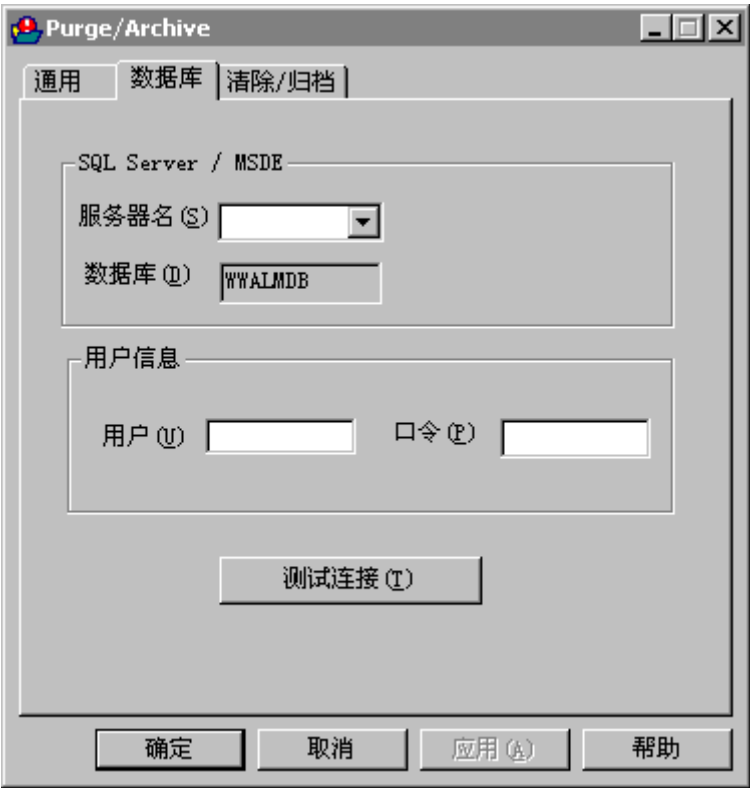 Purge/Archive
通用 数据库 清除/归档
SQL Server / MSDE
服务器名(S)
数据库(D) WWALMDB
用户信息
用户(U) 口令(P)
测试连接(T)
确定 取消 应用(A) 帮助